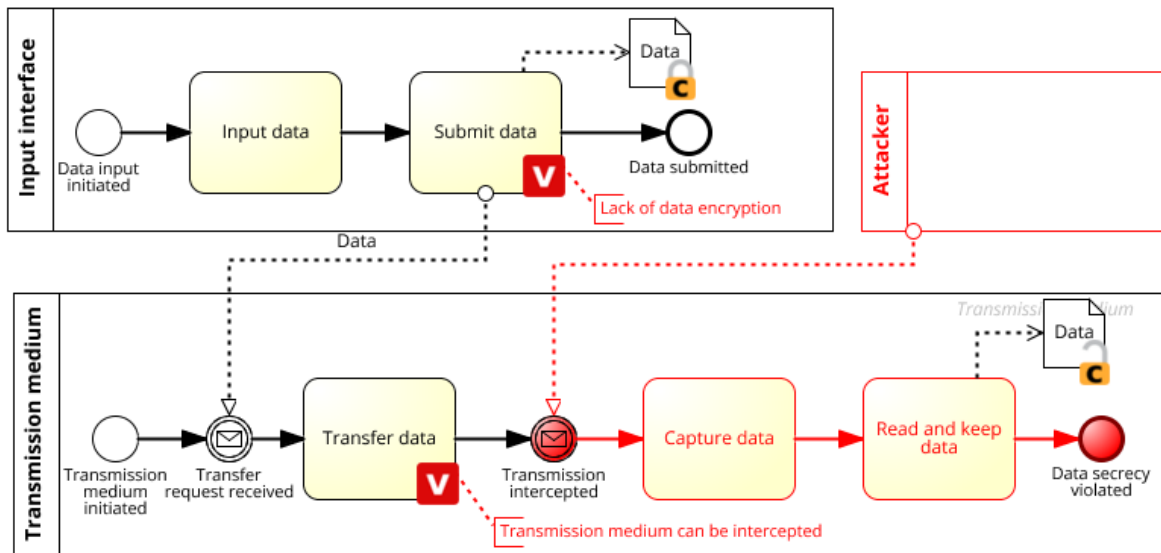 Input interface
Data input
initiated
Input data
Submit data
V
Lack of data encryption
Data
C
Data submitted
Data
Attacker
Transmission medium
Transmission
medium
initiated
Transfer
request received
Transfer data
V
Transmission medium can be intercepted
Transmission
intercepted
Capture data
Read and keep
data
Data
C
Data secrecy
violated